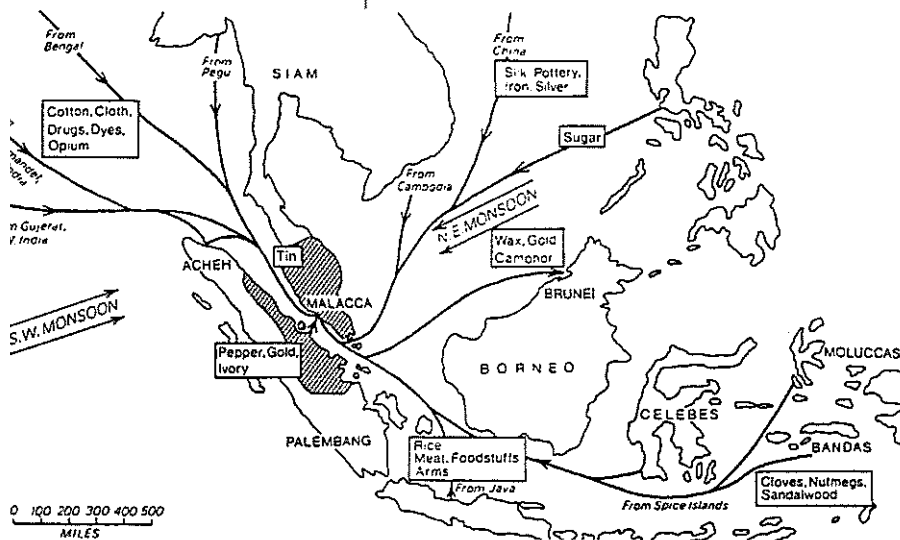 From
Bengal
From
Pegu
SIAM
From
China
Silk Pottery,
Iron, Silver
Cotton, Cloth,
Drugs, Dyes,
Opium
Sugar
From
Cambodia
N.E. MONSOON
Gujerat,
India
ACHEH
Tin
Wax, Gold
Camphor
BRUNEI
MALACCA
S.W. MONSOON
Pepper, Gold,
Ivory
BORNEO
MOLUCCAS
CELEBES
PALEMBANG
Rice
Meat, Foodstuffs
Arms
BANDAS
From Java
Cloves, Nutmegs,
Sandalwood
From Spice Islands
0 100 200 300 400 500
MILES